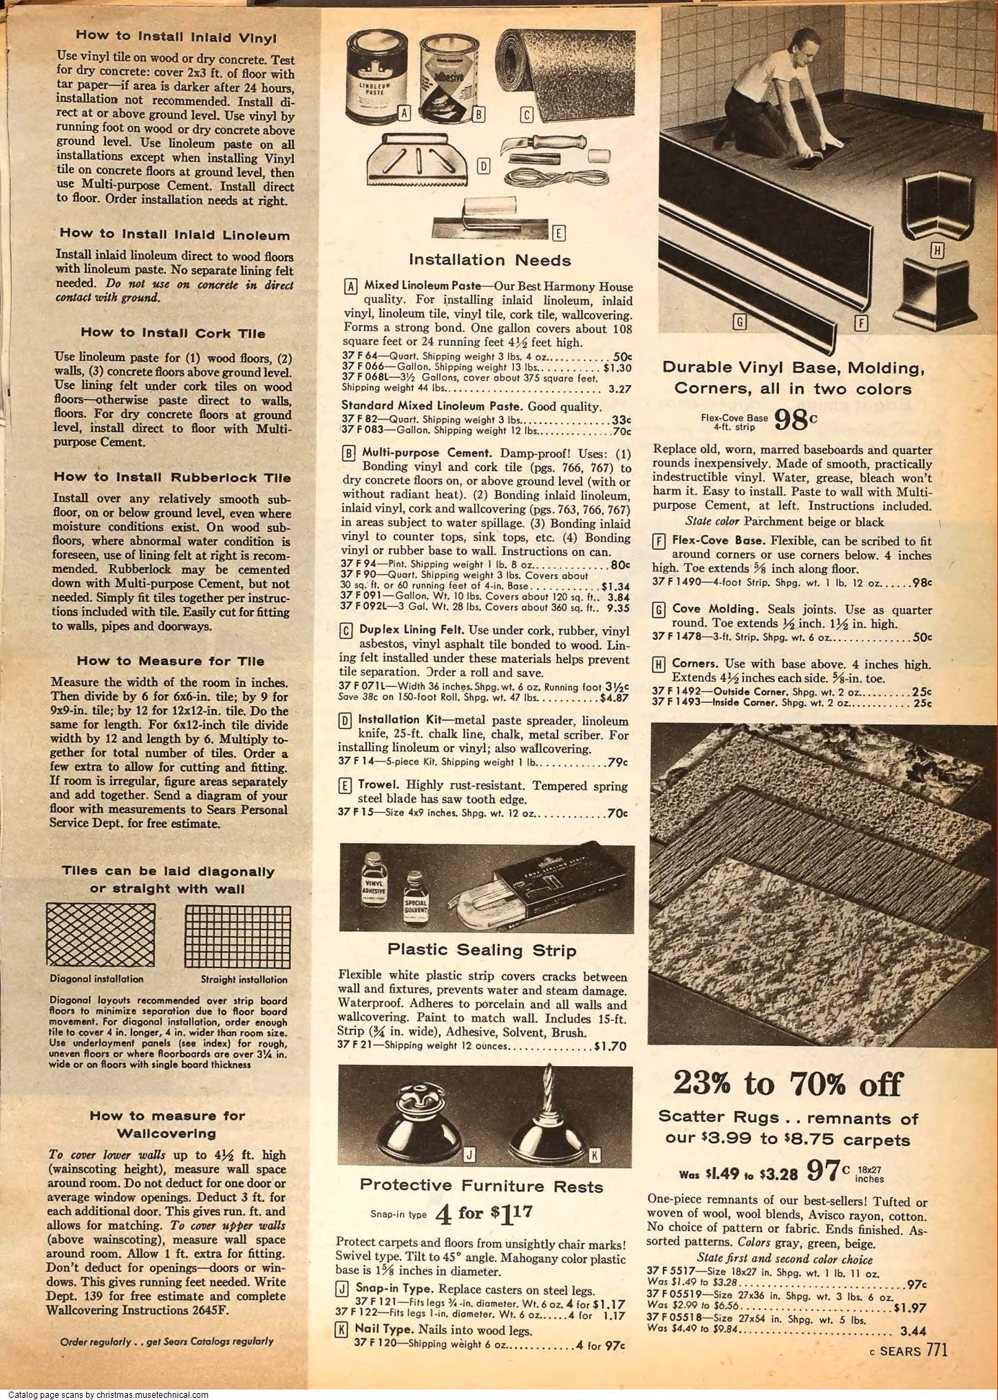 How to Install Inlaid Vinyl
Use vinyl tile on wood or dry concrete. Test
for dry concrete: cover 2x3 ft. of floor with
tar paper—if area is darker after 24 hours,
installation not recommended. Install di-
rect at or above ground level. Use vinyl by
running foot on wood or dry concrete above
ground level. Use linoleum paste on all
installations except when installing Vinyl
tile on concrete floors at ground level, then
use Multi-purpose Cement. Install direct
to floor. Order installation needs at right.
How to Install Inlaid Linoleum
Install inlaid linoleum direct to wood floors
with linoleum paste. No separate lining felt
needed. Do not use on concrete in direct
contact with ground.
How to Install Cork Tile
Use linoleum paste for (1) wood floors, (2)
walls, (3) concrete floors above ground level.
Use lining felt under cork tiles on wood
floors—otherwise paste direct to walls,
floors. For dry concrete floors at ground
level, install direct to floor with Multi-
purpose Cement.
How to Install Rubberlock Tile
Install over any relatively smooth sub-
floor, on or below ground level, even where
moisture conditions exist. On wood sub-
floors, where abnormal water condition is
foreseen, use of lining felt at right is recom-
mended. Rubberlock may be cemented
down with Multi-purpose Cement, but not
needed. Simply fit tiles together per instruc-
tions included with tile. Easily cut for fitting
to walls, pipes and doorways.
How to Measure for Tile
Measure the width of the room in inches.
Then divide by 6 for 6x6-in. tile; by 9 for
9x9-in. tile; by 12 for 12x12-in. tile. Do the
same for length. For 6x12-inch tile divide
width by 12 and length by 6. Multiply to-
gether for total number of tiles. Order a
few extra to allow for cutting and fitting.
If room is irregular, figure areas separately
and add together. Send a diagram of your
floor with measurements to Sears Personal
Service Dept. for free estimate.
Tiles can be laid diagonally
or straight with wall
Diagonal installation
Straight installation
Diagonal layouts recommended over strip board
floors to minimize separation due to floor board
movement. For diagonal installation, order enough
tile to cover 4 in. longer, 4 in. wider than room size.
Use underlayment panels (see index) for rough,
uneven floors or where floorboards are over 3¼ in.
wide or on floors with single board thickness
How to measure for
Wallcovering
To cover lower walls up to 4½ ft. high
(wainscoting height), measure wall space
around room. Do not deduct for one door or
average window openings. Deduct 3 ft. for
each additional door. This gives run. ft. and
allows for matching. To cover upper walls
(above wainscoting), measure wall space
around room. Allow 1 ft. extra for fitting.
Don't deduct for openings—doors or win-
dows. This gives running feet needed. Write
Dept. 139 for free estimate and complete
Wallcovering Instructions 2645F.
Order regularly . . get Sears Catalogs regularly
LINOLEUM
PASTE
adhesive
A
B
C
D
E
Installation Needs
A Mixed Linoleum Paste—Our Best Harmony House
quality. For installing inlaid linoleum, inlaid
vinyl, linoleum tile, vinyl tile, cork tile, wallcovering.
Forms a strong bond. One gallon covers about 108
square feet or 24 running feet 4½ feet high.
37 F 64—Quart. Shipping weight 3 lbs. 4 oz............50c
37 F 066—Gallon. Shipping weight 13 lbs............$1.30
37 F 068L—3½ Gallons, cover about 375 square feet.
Shipping weight 44 lbs............................ 3.27
Standard Mixed Linoleum Paste. Good quality.
37 F 82—Quart. Shipping weight 3 lbs................33c
37 F 083—Gallon. Shipping weight 12 lbs.............70c
B Multi-purpose Cement. Damp-proof! Uses: (1)
Bonding vinyl and cork tile (pgs. 766, 767) to
dry concrete floors on, or above ground level (with or
without radiant heat). (2) Bonding inlaid linoleum,
inlaid vinyl, cork and wallcovering (pgs. 763, 766, 767)
in areas subject to water spillage. (3) Bonding inlaid
vinyl to counter tops, sink tops, etc. (4) Bonding
vinyl or rubber base to wall. Instructions on can.
37 F 94—Pint. Shipping weight 1 lb. 8 oz..............80c
37 F 90—Quart. Shipping weight 3 lbs. Covers about
30 sq. ft. or 60 running feet of 4-in. Base............$1.34
37 F 091—Gallon. Wt. 10 lbs. Covers about 120 sq. ft.. 3.84
37 F 092L—3 Gal. Wt. 28 lbs. Covers about 360 sq. ft.. 9.35
C Duplex Lining Felt. Use under cork, rubber, vinyl
asbestos, vinyl asphalt tile bonded to wood. Lin-
ing felt installed under these materials helps prevent
tile separation. Order a roll and save.
37 F 071L—Width 36 inches. Shpg. wt. 6 oz. Running foot 3½c
Save 38c on 150-foot Roll. Shpg. wt. 47 lbs..........$4.87
D Installation Kit—metal paste spreader, linoleum
knife, 25-ft. chalk line, chalk, metal scriber. For
installing linoleum or vinyl; also wallcovering.
37 F 14—5-piece Kit. Shipping weight 1 lb.............79c
E Trowel. Highly rust-resistant. Tempered spring
steel blade has saw tooth edge.
37 F 15—Size 4x9 inches. Shpg. wt. 12 oz.............70c
VINYL
ADHESIVE
SPECIAL
SOLVENT
Plastic Sealing Strip
Flexible white plastic strip covers cracks between
wall and fixtures, prevents water and steam damage.
Waterproof. Adheres to porcelain and all walls and
wallcovering. Paint to match wall. Includes 15-ft.
Strip (¾ in. wide), Adhesive, Solvent, Brush.
37 F 21—Shipping weight 12 ounces...............$1.70
J
K
Protective Furniture Rests
Snap-in type 4 for $1 17
Protect carpets and floors from unsightly chair marks!
Swivel type. Tilt to 45° angle. Mahogany color plastic
base is 1⅝ inches in diameter.
J Snap-in Type. Replace casters on steel legs.
37 F 121—Fits legs ¾-in. diameter. Wt. 6 oz. 4 for $1.17
37 F 122—Fits legs 1-in. diameter. Wt. 6 oz.....4 for 1.17
K Nail Type. Nails into wood legs.
37 F 120—Shipping weight 6 oz............4 for 97c
F
G
H
Durable Vinyl Base, Molding,
Corners, all in two colors
Flex-Cove Base
4-ft. strip 98c
Replace old, worn, marred baseboards and quarter
rounds inexpensively. Made of smooth, practically
indestructible vinyl. Water, grease, bleach won't
harm it. Easy to install. Paste to wall with Multi-
purpose Cement, at left. Instructions included.
State color Parchment beige or black
F Flex-Cove Base. Flexible, can be scribed to fit
around corners or use corners below. 4 inches
high. Toe extends ⅝ inch along floor.
37 F 1490—4-foot Strip. Shpg. wt. 1 lb. 12 oz......98c
G Cove Molding. Seals joints. Use as quarter
round. Toe extends ½ inch. 1½ in. high.
37 F 1478—3-ft. Strip. Shpg. wt. 6 oz..............50c
H Corners. Use with base above. 4 inches high.
Extends 4½ inches each side. ⅝-in. toe.
37 F 1492—Outside Corner. Shpg. wt. 2 oz.........25c
37 F 1493—Inside Corner. Shpg. wt. 2 oz........... 25c
23% to 70% off
Scatter Rugs . . remnants of
our $3.99 to $8.75 carpets
Was $1.49 to $3.28 97c 18x27
inches
One-piece remnants of our best-sellers! Tufted or
woven of wool, wool blends, Avisco rayon, cotton.
No choice of pattern or fabric. Ends finished. As-
sorted patterns. Colors gray, green, beige.
State first and second color choice
37 F 5517—Size 18x27 in. Shpg. wt. 1 lb. 11 oz.
Was $1.49 to $3.28.................................97c
37 F 05519—Size 27x36 in. Shpg. wt. 3 lbs. 6 oz.
Was $2.99 to $6.56...............................$1.97
37 F 05518—Size 27x54 in. Shpg. wt. 5 lbs.
Was $4.49 to $9.84.............................. 3.44
c SEARS 771
Catalog page scans by christmas.musetechnical.com